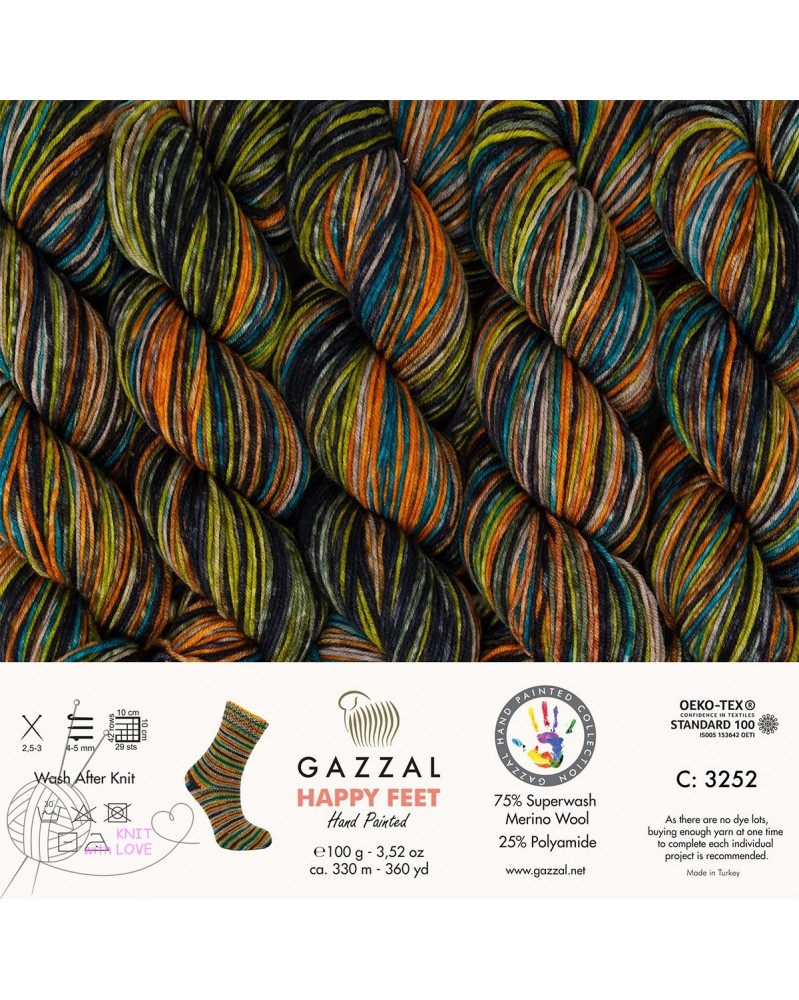 10 cm
42 rows
10 cm
2,5-3
4-5 mm
29 sts
Wash After Knit
30
KNIT
with LOVE
GAZZAL
HAPPY FEET
Hand Painted
℮100 g - 3,52 oz
ca. 330 m - 360 yd
GAZZAL HAND PAINTED COLLECTION
75% Superwash
Merino Wool
25% Polyamide
www.gazzal.net
OEKO-TEX®
CONFIDENCE IN TEXTILES
STANDARD 100
IS005 153642 OETI
C: 3252
As there are no dye lots,
buying enough yarn at one time
to complete each individual
project is recommended.
Made in Turkey